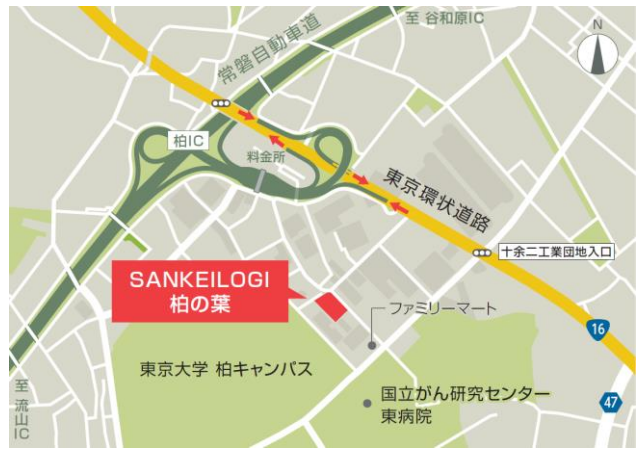 至 谷和原IC
N
常磐自動車道
柏IC
料金所
東京環状道路
十余二工業団地入口
SANKEILOGI
柏の葉
ファミリーマート
16
東京大学 柏キャンパス
国立がん研究センター
東病院
47
至 流山IC